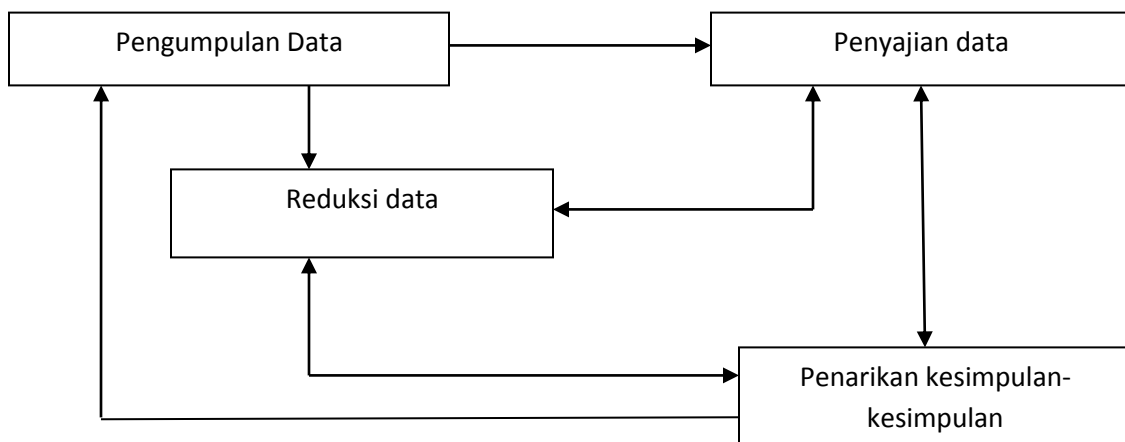 Pengumpulan Data
Penyajian data
Reduksi data
Penarikan kesimpulan-
kesimpulan